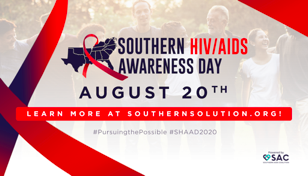 SOUTHERN HIV/AIDS
AWARENESS DAY
AUGUST 20TH
LEARN MORE AT SOUTHERNSOLUTION.ORG!
#PursuingthePossible #SHAAD2020
SAC